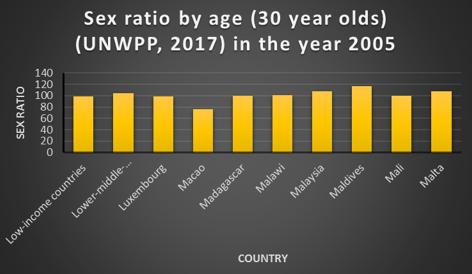 Sex ratio by age (30 year olds)
(UNWPP, 2017) in the year 2005
SEX RATIO
140
120
100
80
60
40
20
0
Low-income countries
Lower-middle-...
Luxembourg
Macao
Madagascar
Malawi
Malaysia
Maldives
Mali
Malta
COUNTRY